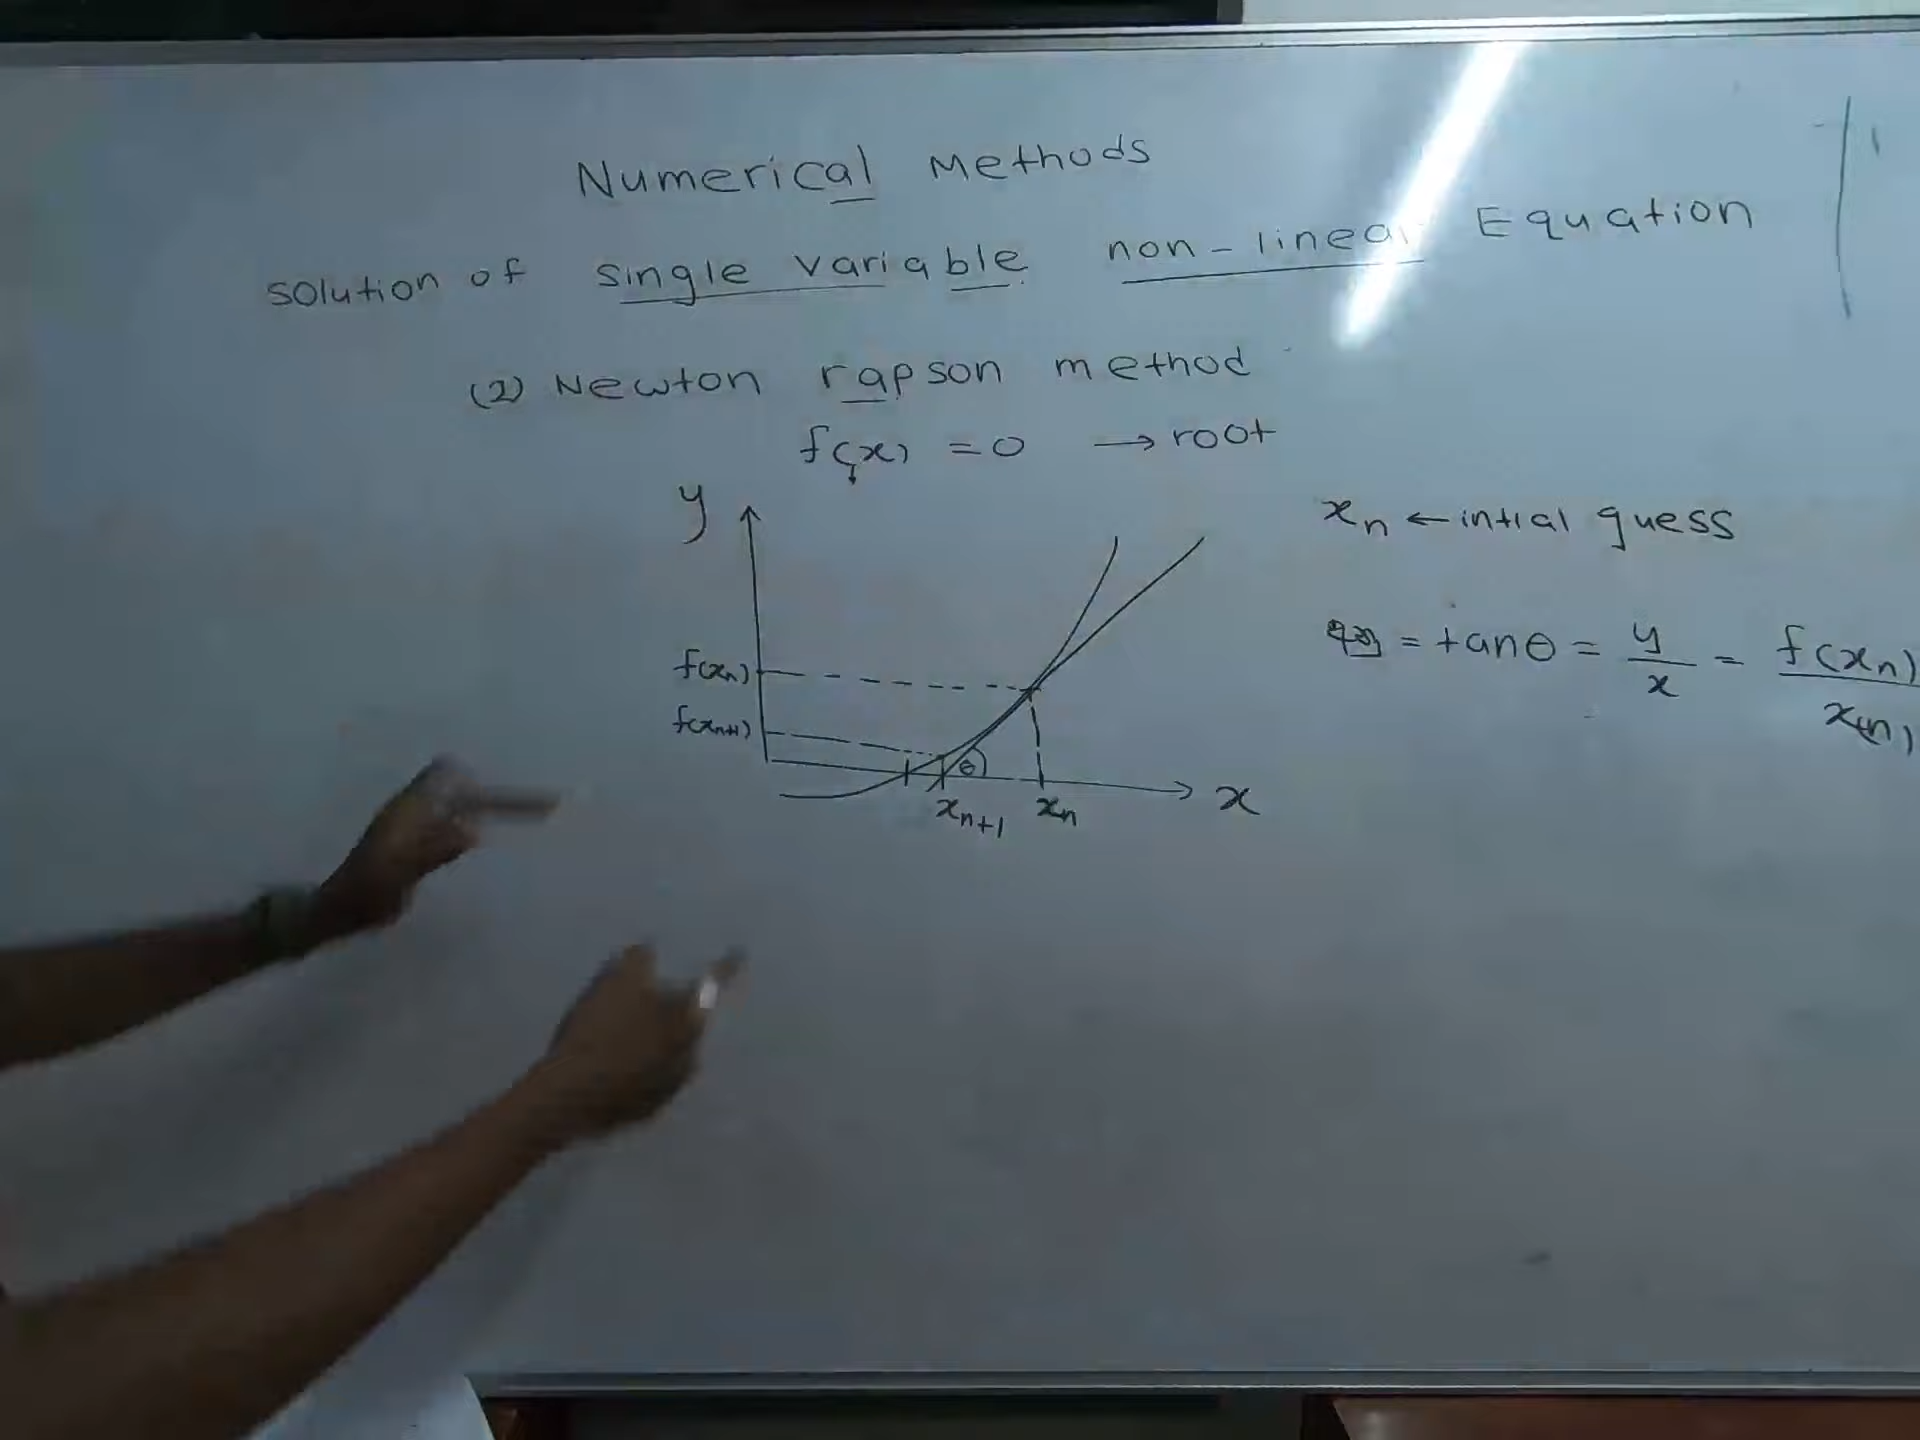 Numerical Methods
solution of single variable non-linear Equation
(2) Newton rapson method
f(x) = 0 → root
y
xn ← intial guess
= tanθ = y/x = f(xn)/x(n)
f(xn)
f(xn+1)
θ
xn+1 xn x